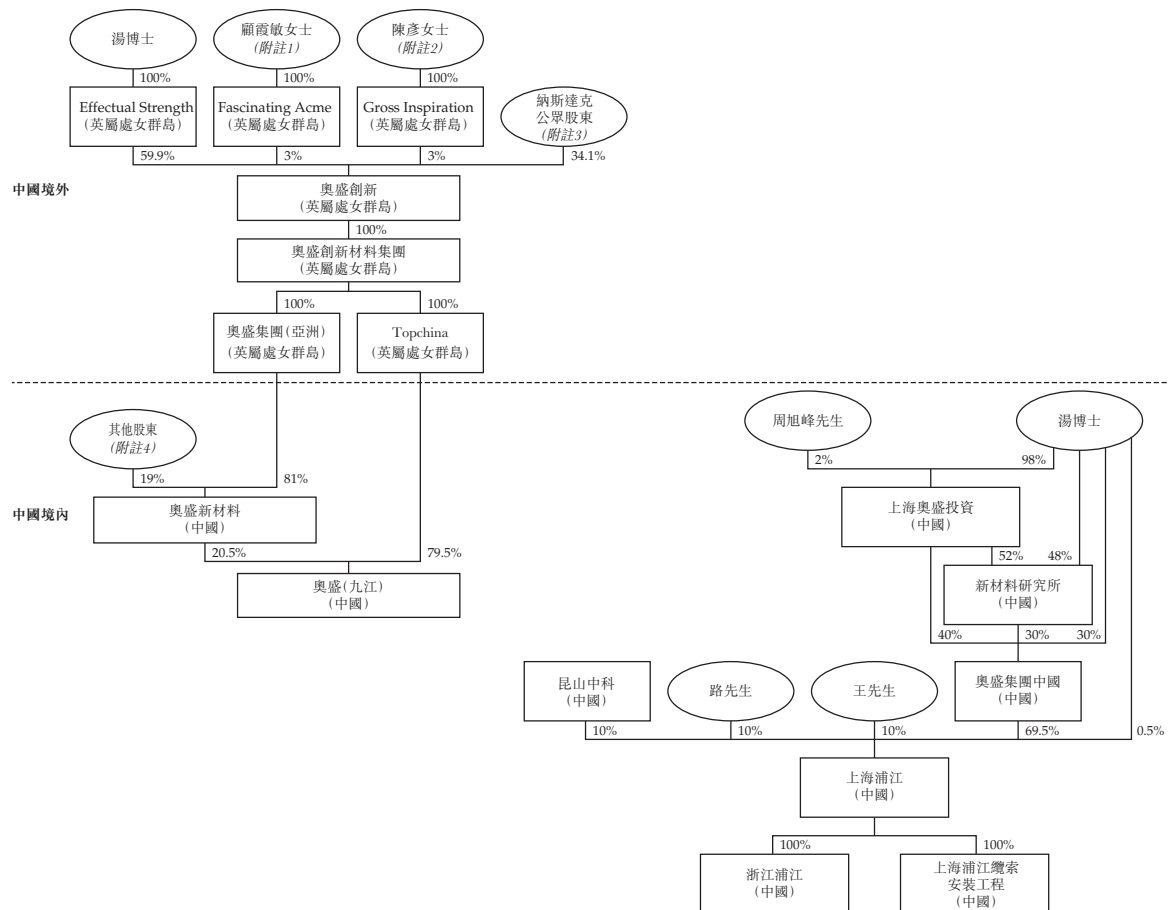 湯博士
顧霞敏女士
(附註1)
陳彥女士
(附註2)
100%
100%
100%
Effectual Strength
(英屬處女群島)
Fascinating Acme
(英屬處女群島)
Gross Inspiration
(英屬處女群島)
納斯達克
公眾股東
(附註3)
59.9%
3%
3%
34.1%
中國境外
奧盛創新
(英屬處女群島)
100%
奧盛創新材料集團
(英屬處女群島)
100%
100%
奧盛集團(亞洲)
(英屬處女群島)
Topchina
(英屬處女群島)
其他股東
(附註4)
周旭峰先生
湯博士
19%
81%
2%
98%
中國境內
奧盛新材料
(中國)
上海奧盛投資
(中國)
20.5%
79.5%
52%
48%
奧盛(九江)
(中國)
新材料研究所
(中國)
40%
30%
30%
昆山中科
(中國)
路先生
王先生
奧盛集團中國
(中國)
10%
10%
10%
69.5%
0.5%
上海浦江
(中國)
100%
100%
浙江浦江
(中國)
上海浦江纜索
安裝工程
(中國)